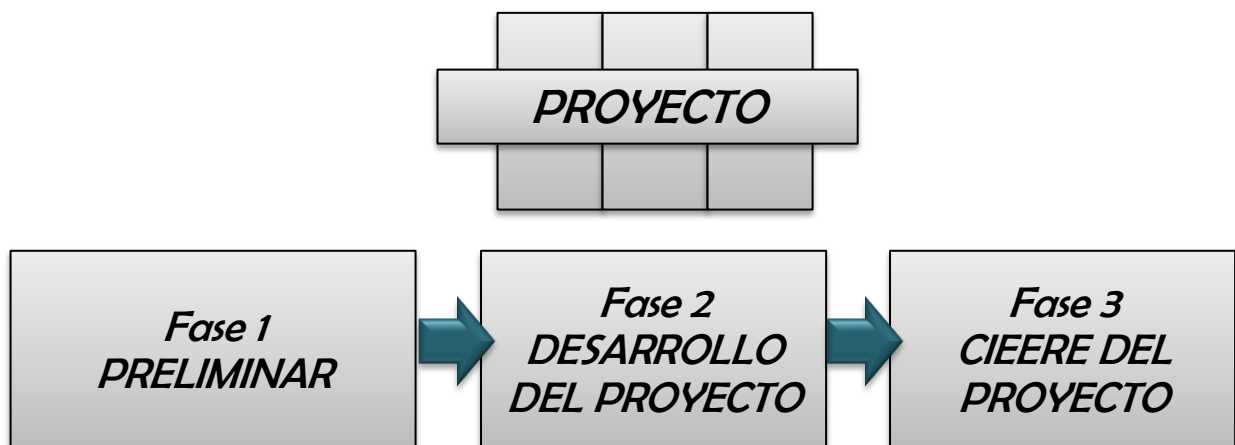 PROYECTO
Fase 1
PRELIMINAR
Fase 2
DESARROLLO
DEL PROYECTO
Fase 3
CIEERE DEL
PROYECTO